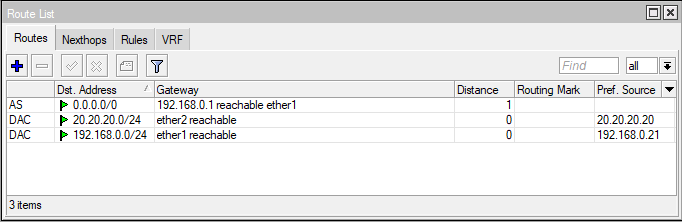 Route List
Routes Nexthops Rules VRF
Find all
Dst. Address Gateway Distance Routing Mark Pref. Source
AS 0.0.0.0/0 192.168.0.1 reachable ether1 1
DAC 20.20.20.0/24 ether2 reachable 0 20.20.20.20
DAC 192.168.0.0/24 ether1 reachable 0 192.168.0.21
3 items